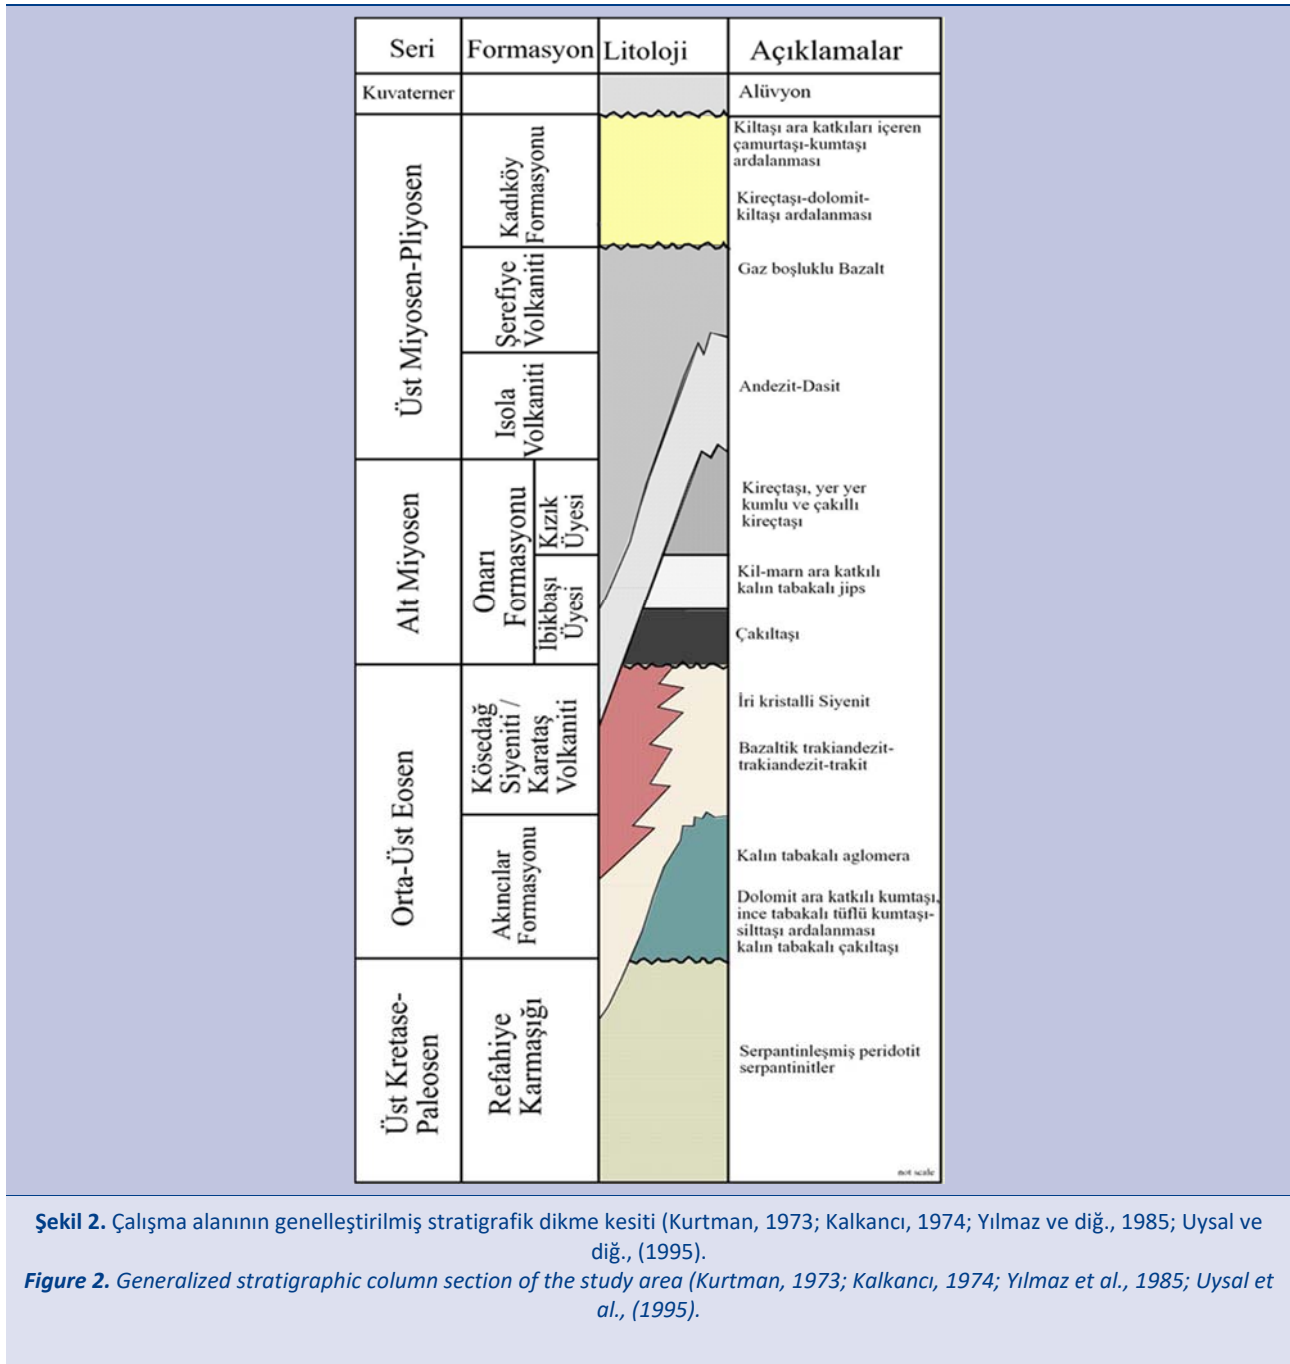 Seri Formasyon Litoloji Açıklamalar
Kuvaterner
Alüvyon
Üst Miyosen-Pliyosen
Kadıköy
Formasyonu
Kiltaşı ara katkıları içeren
çamurtaşı-kumtaşı
ardalanması
Kireçtaşı-dolomit-
kiltaşı ardalanması
Şerefiye
Volkaniti
Gaz boşluklu Bazalt
Isola
Volkaniti
Andezit-Dasit
Alt Miyosen
Onarı
Formasyonu
Kızık
Üyesi
Kireçtaşı, yer yer
kumlu ve çakıllı
kireçtaşı
İbikbaşı
Üyesi
Kil-marn ara katkılı
kalın tabakalı jips
Çakıltaşı
Orta-Üst Eosen
Kösedağ
Siyeniti /
Karataş
Volkaniti
İri kristalli Siyenit
Bazaltik trakiandezit-
trakiandezit-trakit
Akıncılar
Formasyonu
Kalın tabakalı aglomera
Dolomit ara katkılı kumtaşı,
ince tabakalı tüflü kumtaşı-
silttaşı ardalanması
kalın tabakalı çakıltaşı
Üst Kretase-
Paleosen
Refahiye
Karmaşığı
Serpantinleşmiş peridotit
serpantinitler
not scale
Şekil 2. Çalışma alanının genelleştirilmiş stratigrafik dikme kesiti (Kurtman, 1973; Kalkancı, 1974; Yılmaz ve diğ., 1985; Uysal ve
diğ., (1995).
Figure 2. Generalized stratigraphic column section of the study area (Kurtman, 1973; Kalkancı, 1974; Yılmaz et al., 1985; Uysal et
al., (1995).